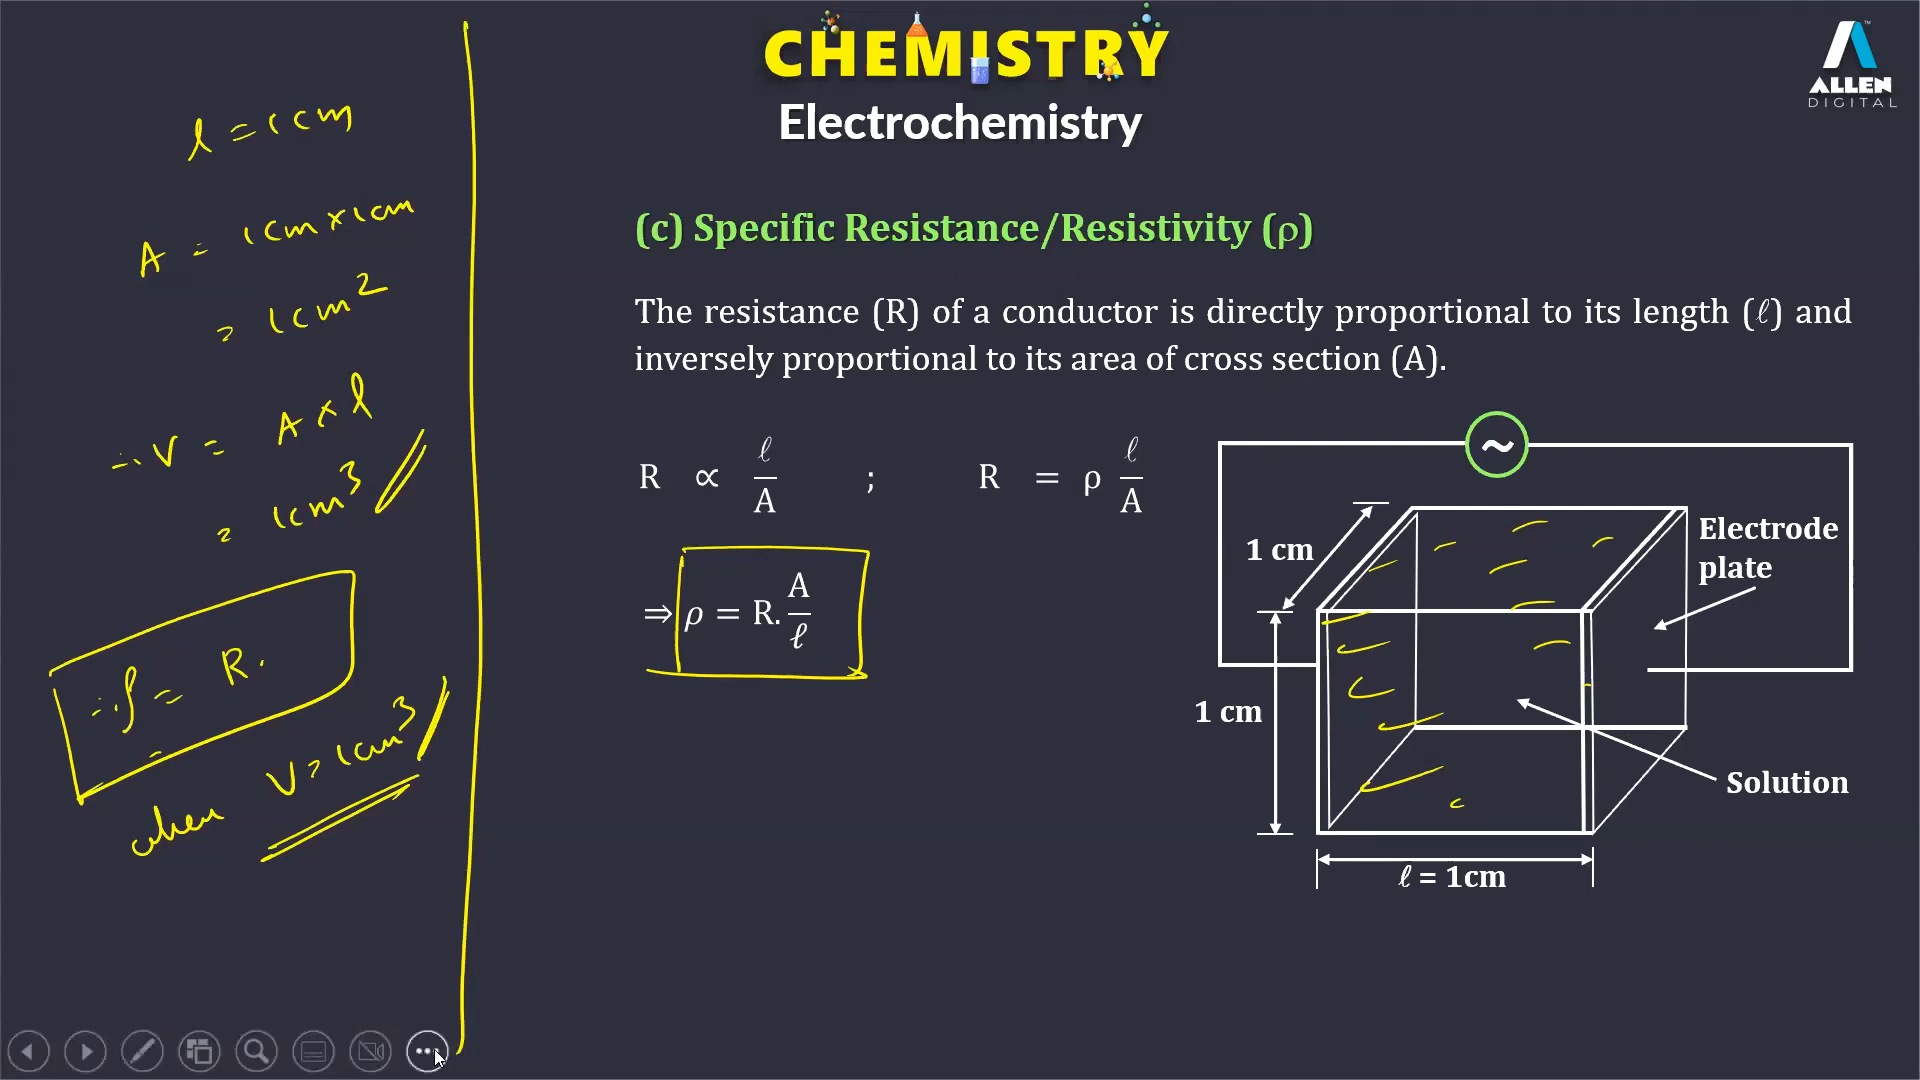 CHEMISTRY
Electrochemistry
ALLEN
DIGITAL
l = 1cm
A = 1cm × 1cm
= 1cm²
∴ V = A × l
= 1cm³
∴ ρ = R.
when V = 1cm³
(c) Specific Resistance/Resistivity (ρ)
The resistance (R) of a conductor is directly proportional to its length (ℓ) and
inversely proportional to its area of cross section (A).
R ∝ ℓ/A ; R = ρ ℓ/A
⇒ ρ = R. A/ℓ
~
1 cm
Electrode
plate
1 cm
Solution
ℓ = 1cm